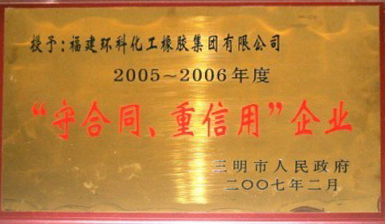 授予：福建环科化工橡胶集团有限公司
2005~2006年度
“守合同、重信用”企业
三明市人民政府
二〇〇七年二月